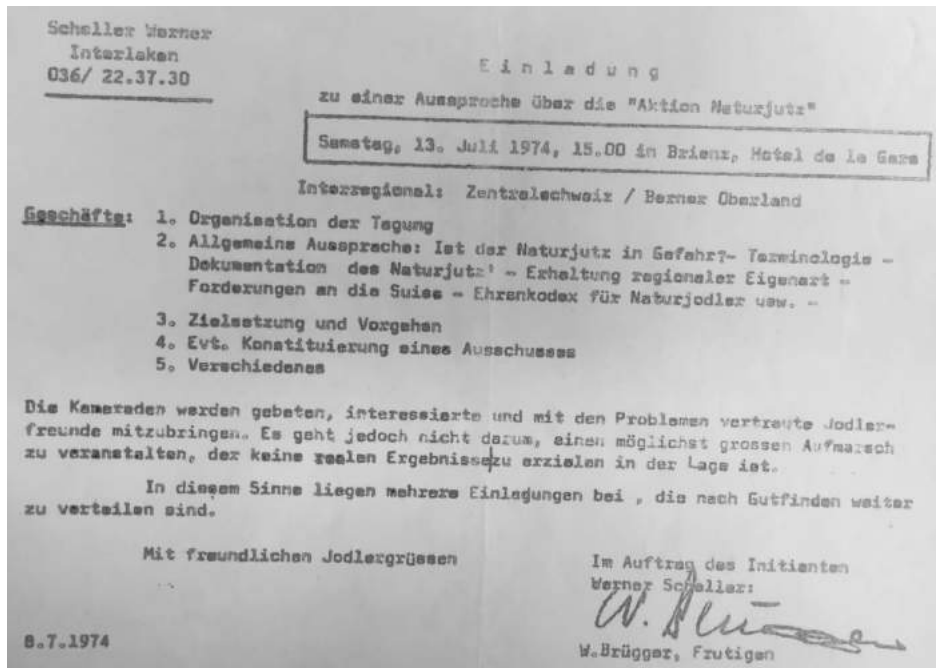 Scheller Werner
Interlaken
036/ 22.37.30
Einladung
zu einer Aussprache über die "Aktion Naturjutz"
Samstag, 13. Juli 1974, 15.00 in Brienz, Hotel de la Gare
Interregional: Zentralschweiz / Berner Oberland
Geschäfte: 1. Organisation der Tagung
2. Allgemeine Aussprache: Ist der Naturjutz in Gefahr?- Terminologie -
Dokumentation des Naturjutz' - Erhaltung regionaler Eigenart -
Forderungen an die Suisa - Ehrenkodex für Naturjodler usw. -
3. Zielsetzung und Vorgehen
4. Evt. Konstituierung eines Ausschusses
5. Verschiedenes
Die Kameraden werden gebeten, interessierte und mit den Problemen vertraute Jodler-
freunde mitzubringen. Es geht jedoch nicht darum, einen möglichst grossen Aufmarsch
zu veranstalten, der keine realen Ergebnisse zu erzielen in der Lage ist.
In diesem Sinne liegen mehrere Einladungen bei , die nach Gutfinden weiter
zu verteilen sind.
Mit freundlichen Jodlergrüssen
Im Auftrag des Initianten
Werner Scheller:
8.7.1974
W.Brügger, Frutigen